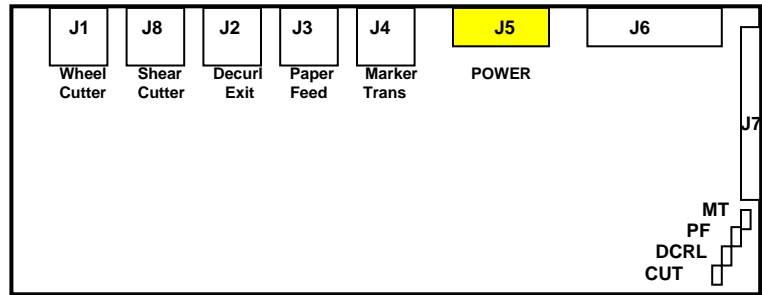 J1 J8 J2 J3 J4 J5 J6
Wheel Cutter
Shear Cutter
Decurl Exit
Paper Feed
Marker Trans
POWER
J7
MT
PF
DCRL
CUT